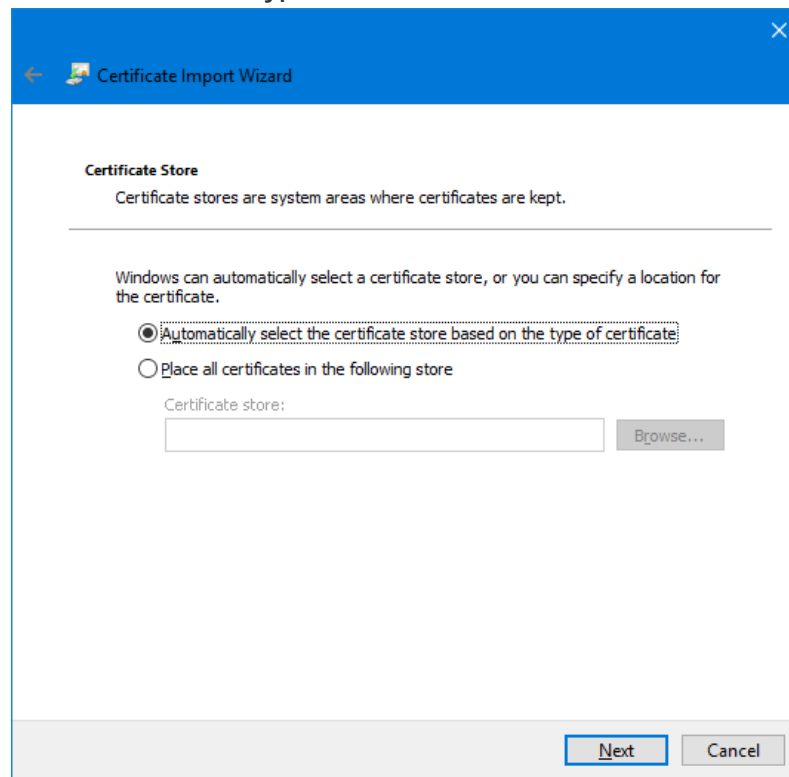 Certificate Import Wizard
Certificate Store
Certificate stores are system areas where certificates are kept.
Windows can automatically select a certificate store, or you can specify a location for
the certificate.
Automatically select the certificate store based on the type of certificate
Place all certificates in the following store
Certificate store:
Browse...
Next
Cancel